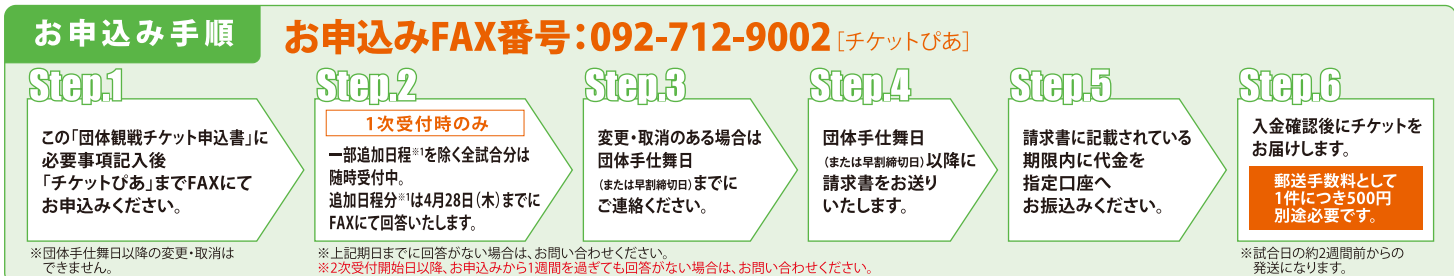 お申込み手順
お申込みFAX番号：092-712-9002［チケットぴあ］
Step.1
この「団体観戦チケット申込書」に
必要事項記入後
「チケットぴあ」までFAXにて
お申込みください。
※団体手仕舞日以降の変更・取消は
できません。
Step.2
1次受付時のみ
一部追加日程※1を除く全試合分は
随時受付中。
追加日程分※1は4月28日（木）までに
FAXにて回答いたします。
※上記期日までに回答がない場合は、お問い合わせください。
※2次受付開始日以降、お申込みから1週間を過ぎても回答がない場合は、お問い合わせください。
Step.3
変更・取消のある場合は
団体手仕舞日
（または早割締切日）までに
ご連絡ください。
Step.4
団体手仕舞日
（または早割締切日）以降に
請求書をお送り
いたします。
Step.5
請求書に記載されている
期限内に代金を
指定口座へ
お振込みください。
Step.6
入金確認後にチケットを
お届けします。
郵送手数料として
1件につき500円
別途必要です。
※試合日の約2週間前からの
発送になります。